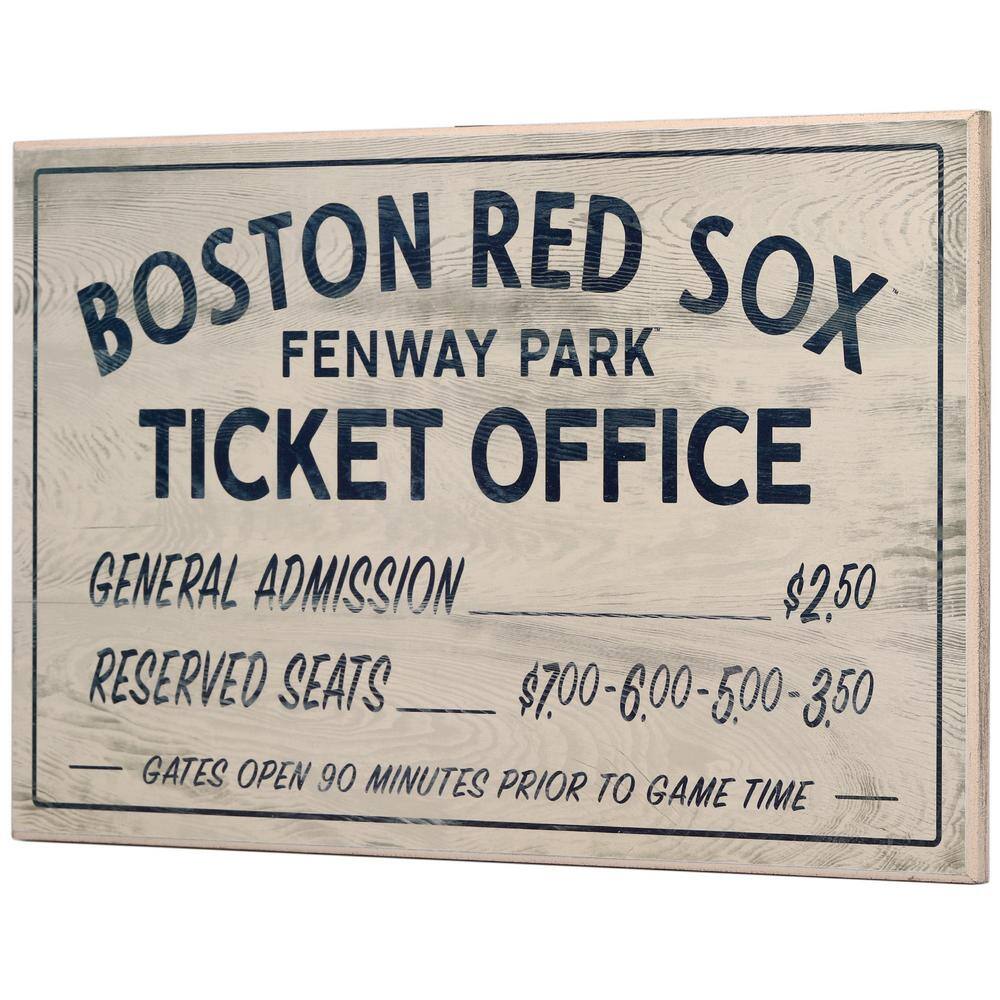 BOSTON RED SOX™
FENWAY PARK™
TICKET OFFICE
GENERAL ADMISSION $2.50
RESERVED SEATS $7.00-6.00-5.00-3.50
— GATES OPEN 90 MINUTES PRIOR TO GAME TIME —